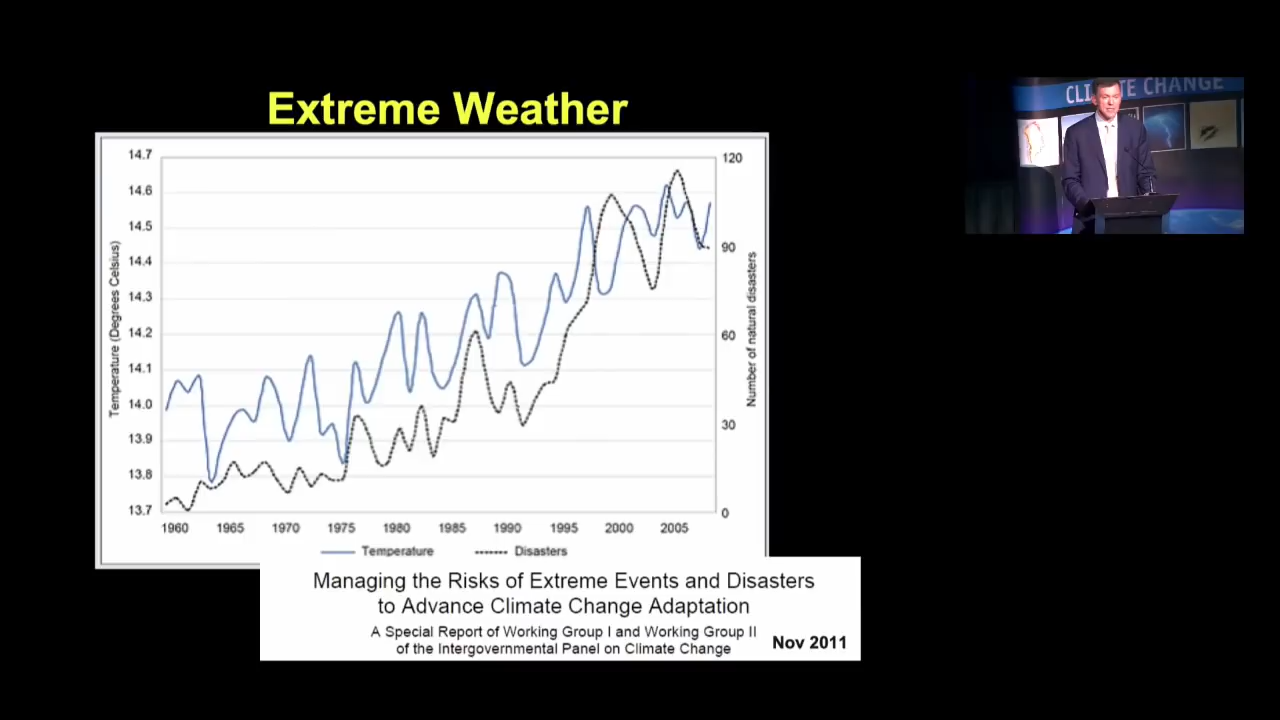 Extreme Weather
CLIMATE CHANGE
14.7
14.6
14.5
14.4
14.3
14.2
14.1
14.0
13.9
13.8
13.7
Temperature (Degrees Celsius)
120
90
60
30
0
Number of natural disasters
1960 1965 1970 1975 1980 1985 1990 1995 2000 2005
Temperature Disasters
Managing the Risks of Extreme Events and Disasters
to Advance Climate Change Adaptation
A Special Report of Working Group I and Working Group II
of the Intergovernmental Panel on Climate Change
Nov 2011